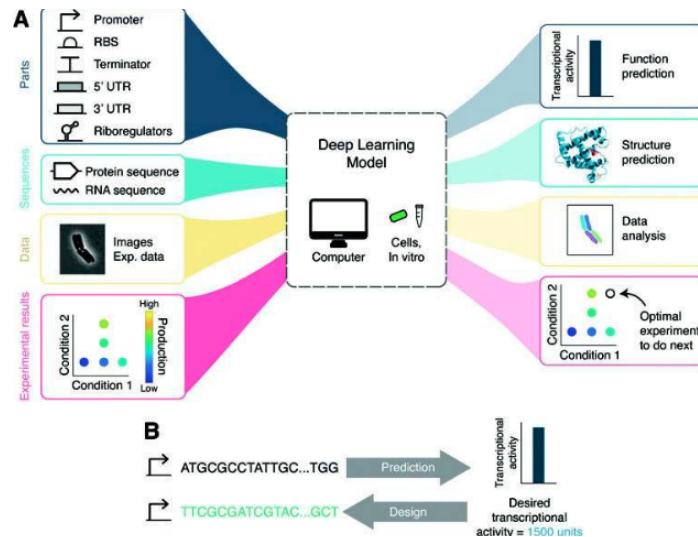 A
Parts
Promoter
RBS
Terminator
5' UTR
3' UTR
Riboregulators
Sequences
Protein sequence
RNA sequence
Data
Images
Exp. data
Experimental results
Condition 2
Condition 1
High
Production
Low
Deep Learning
Model
Computer
Cells,
In vitro
Transcriptional
activity
Function
prediction
Structure
prediction
Data
analysis
Condition 2
Condition 1
Optimal
experiment
to do next
B
ATGCGCCTATTGC...TGG
Prediction
TTCGCGATCGTAC...GCT
Design
Transcriptional
activity
Desired
transcriptional
activity = 1500 units